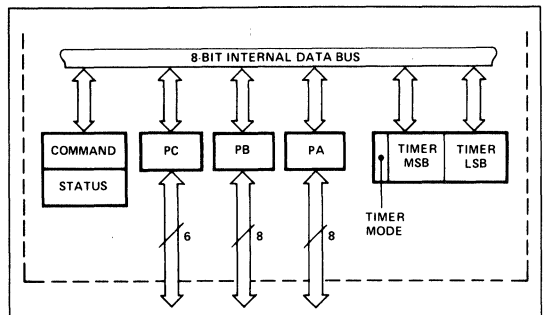 8-BIT INTERNAL DATA BUS
COMMAND
STATUS
PC
PB
PA
TIMER
MSB
TIMER
LSB
TIMER
MODE
6
8
8